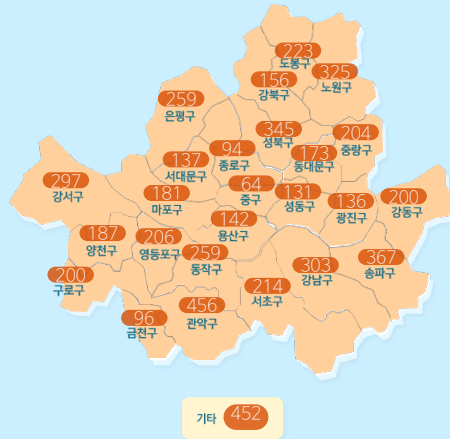 223
도봉구
325
노원구
156
강북구
259
은평구
345
성북구
204
중랑구
94
종로구
173
동대문구
137
서대문구
297
강서구
181
마포구
64
중구
131
성동구
136
광진구
200
강동구
142
용산구
187
양천구
206
영등포구
259
동작구
367
송파구
303
강남구
200
구로구
214
서초구
456
관악구
96
금천구
기타 452